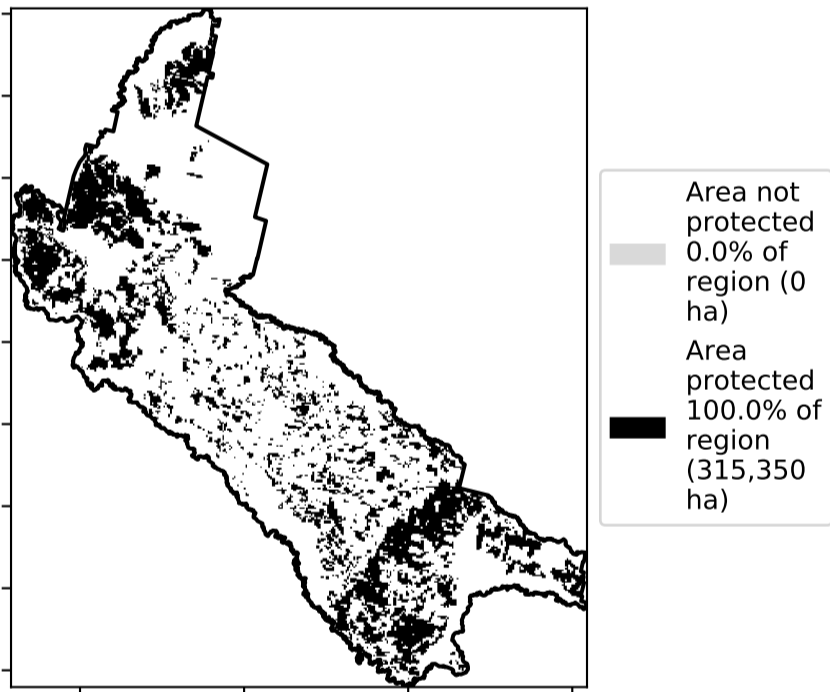 Area not
protected
0.0% of
region (0
ha)
Area
protected
100.0% of
region
(315,350
ha)